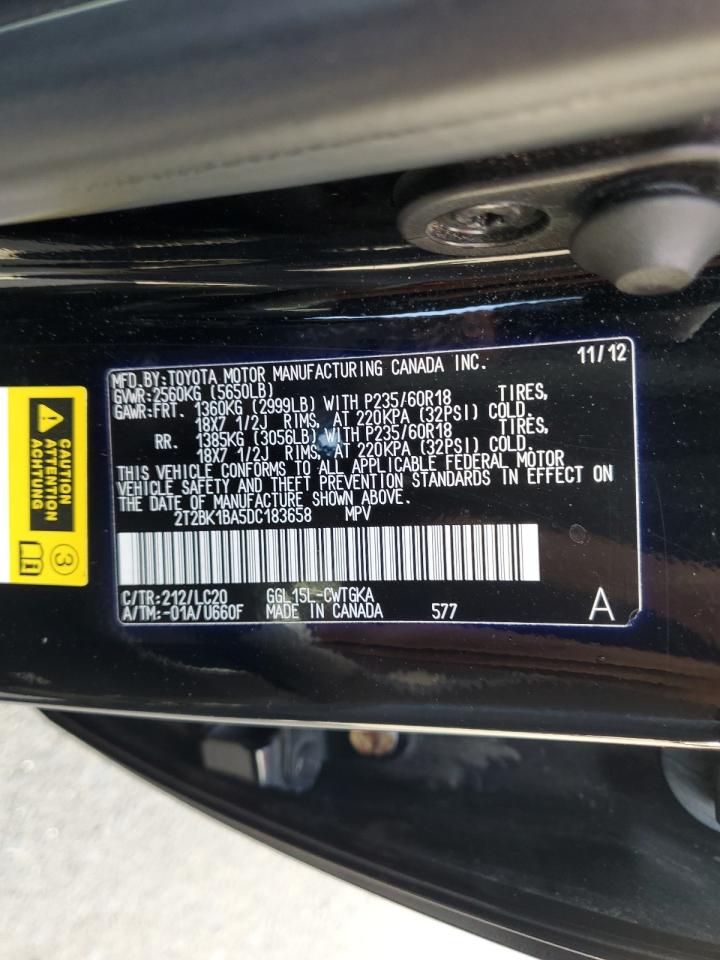 MFD.BY:TOYOTA MOTOR MANUFACTURING CANADA INC. 11/12
GVWR:2560KG (5650LB)
GAWR:FRT. 1360KG (2999LB) WITH P235/60R18 TIRES,
18X7 1/2J RIMS, AT 220KPA (32PSI) COLD.
RR. 1385KG (3056LB) WITH P235/60R18 TIRES,
18X7 1/2J RIMS, AT 220KPA (32PSI) COLD.
THIS VEHICLE CONFORMS TO ALL APPLICABLE FEDERAL MOTOR
VEHICLE SAFETY AND THEFT PREVENTION STANDARDS IN EFFECT ON
THE DATE OF MANUFACTURE SHOWN ABOVE.
2T2BK1BA5DC183658 MPV
C/TR:212/LC20 GGL15L-CWTGKA
A/TM:-01A/U660F MADE IN CANADA 577 A
CAUTION
ATTENTION
ACHTUNG
3